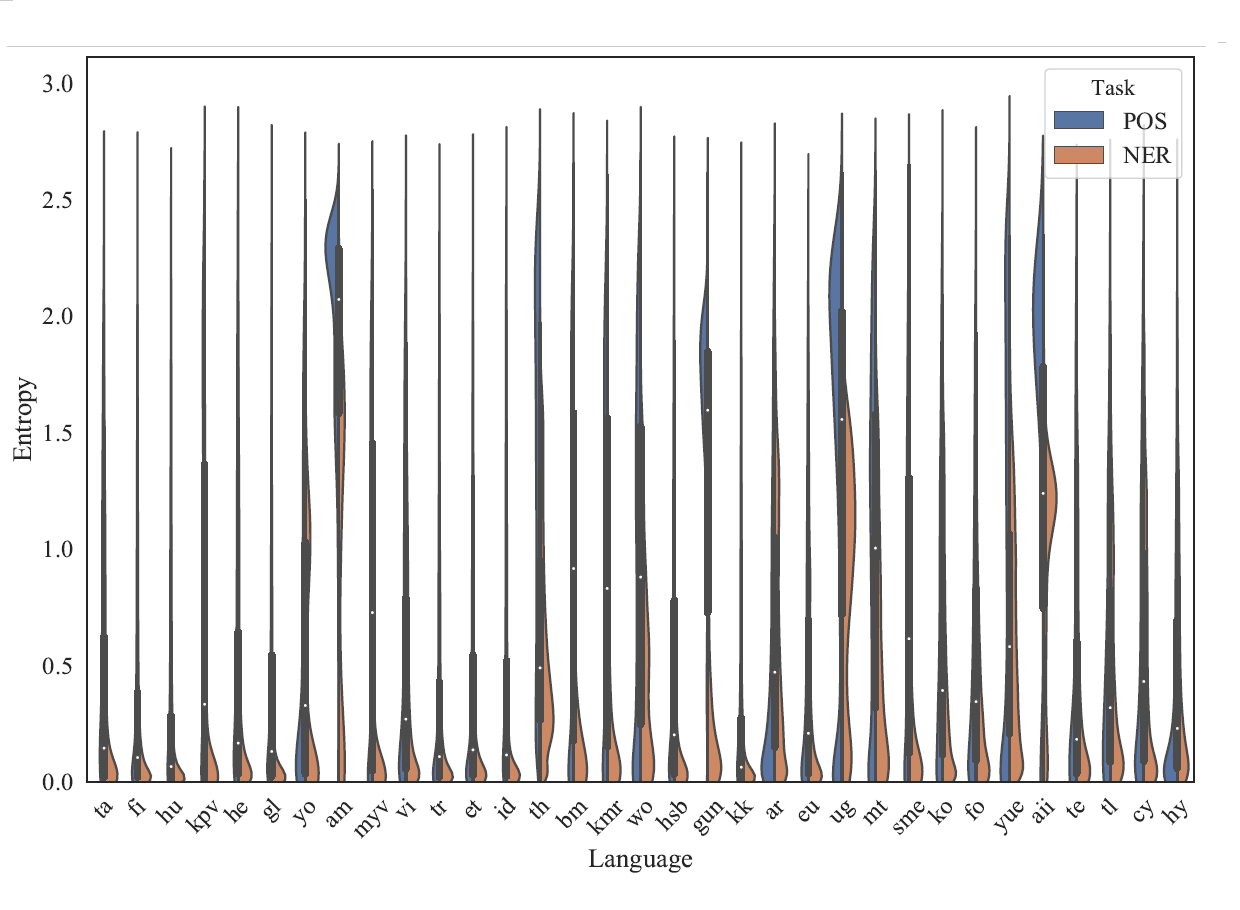 Task
POS
NER
3.0
2.5
2.0
1.5
1.0
0.5
0.0
Entropy
ta fi hu kpv he gl yo am myv vi tr et id th bm kmr wo hsb gun kk ar eu ug mt sme ko fo yue aii te tl cy hy
Language